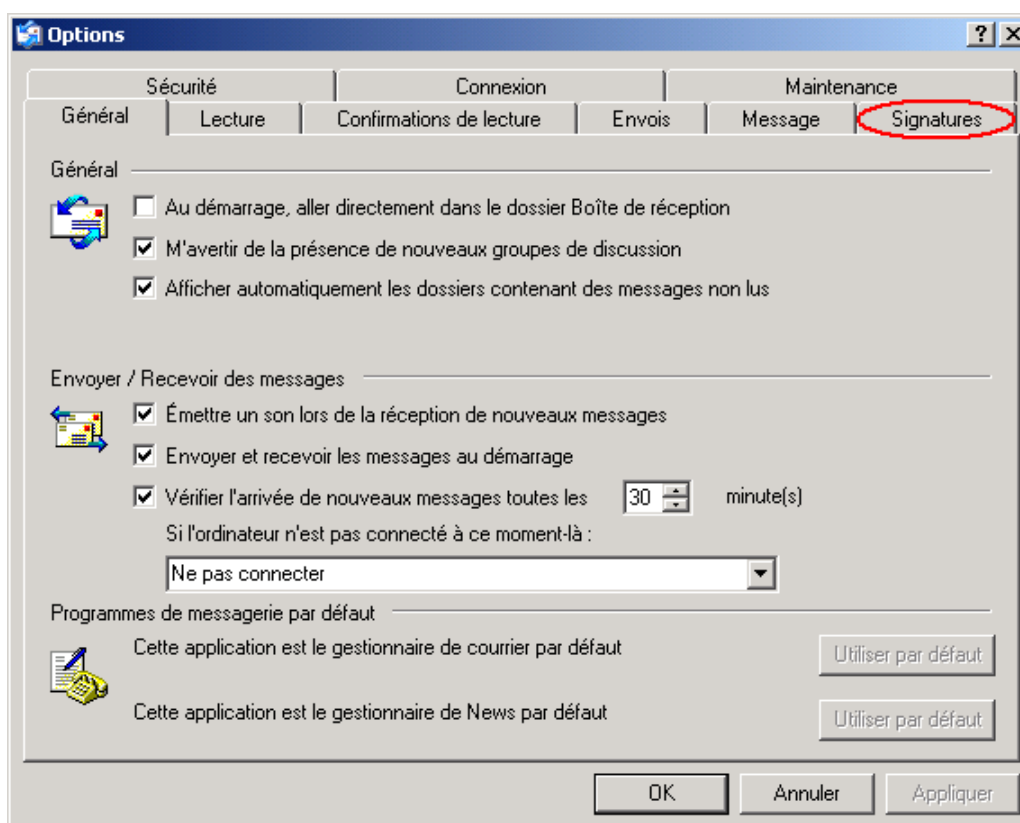 Options
Sécurité Connexion Maintenance
Général Lecture Confirmations de lecture Envois Message Signatures
Général
Au démarrage, aller directement dans le dossier Boîte de réception
M'avertir de la présence de nouveaux groupes de discussion
Afficher automatiquement les dossiers contenant des messages non lus
Envoyer / Recevoir des messages
Émettre un son lors de la réception de nouveaux messages
Envoyer et recevoir les messages au démarrage
Vérifier l'arrivée de nouveaux messages toutes les 30 minute(s)
Si l'ordinateur n'est pas connecté à ce moment-là :
Ne pas connecter
Programmes de messagerie par défaut
Cette application est le gestionnaire de courrier par défaut Utiliser par défaut
Cette application est le gestionnaire de News par défaut Utiliser par défaut
OK Annuler Appliquer